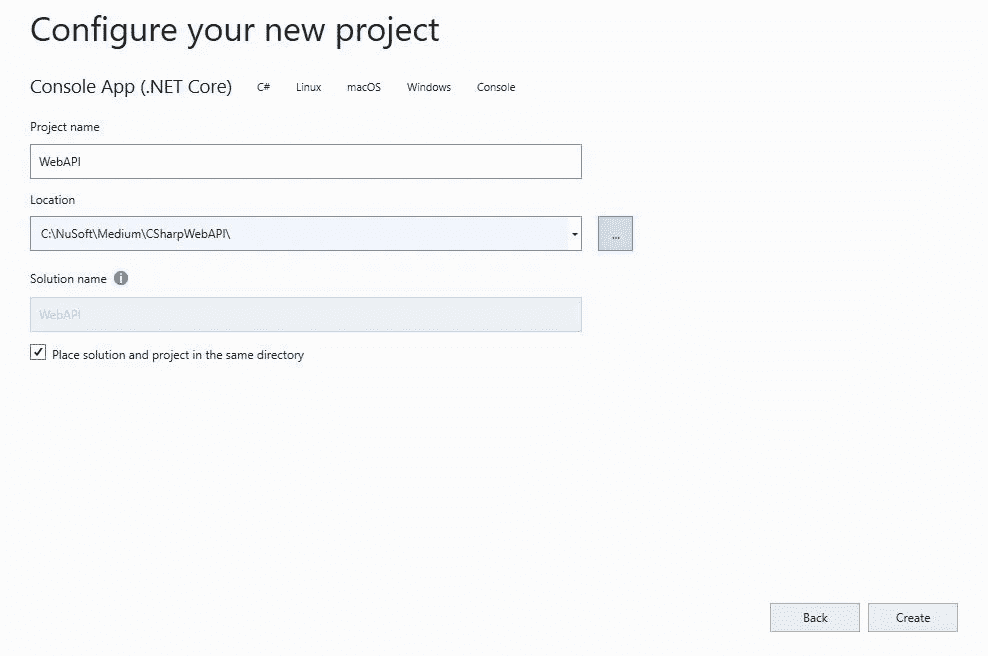 Configure your new project
Console App (.NET Core) C# Linux macOS Windows Console
Project name
WebAPI
Location
C:\NuSoft\Medium\CSharpWebAPI\
...
Solution name
WebAPI
Place solution and project in the same directory
Back Create